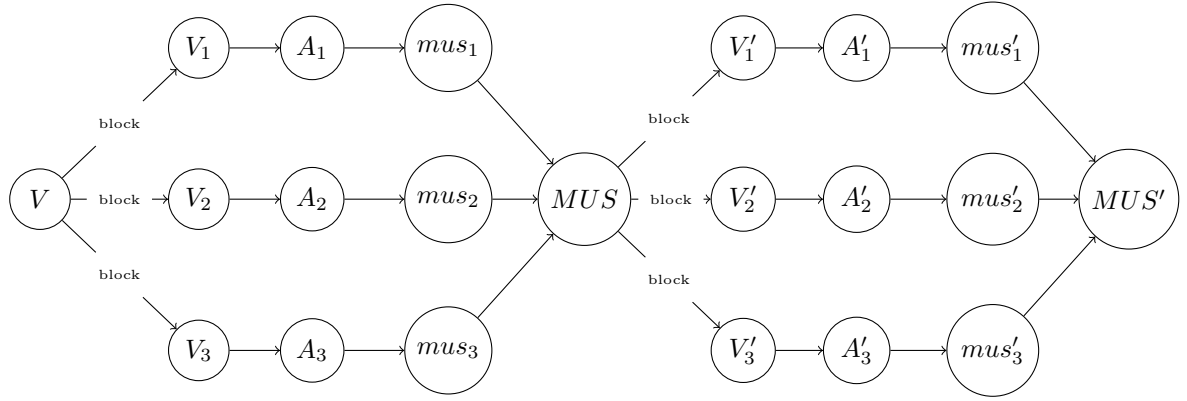 V₁ A₁ mus₁ V′₁ A′₁ mus′₁
block block
V block V₂ A₂ mus₂ MUS block V′₂ A′₂ mus′₂ MUS′
block block
V₃ A₃ mus₃ V′₃ A′₃ mus′₃